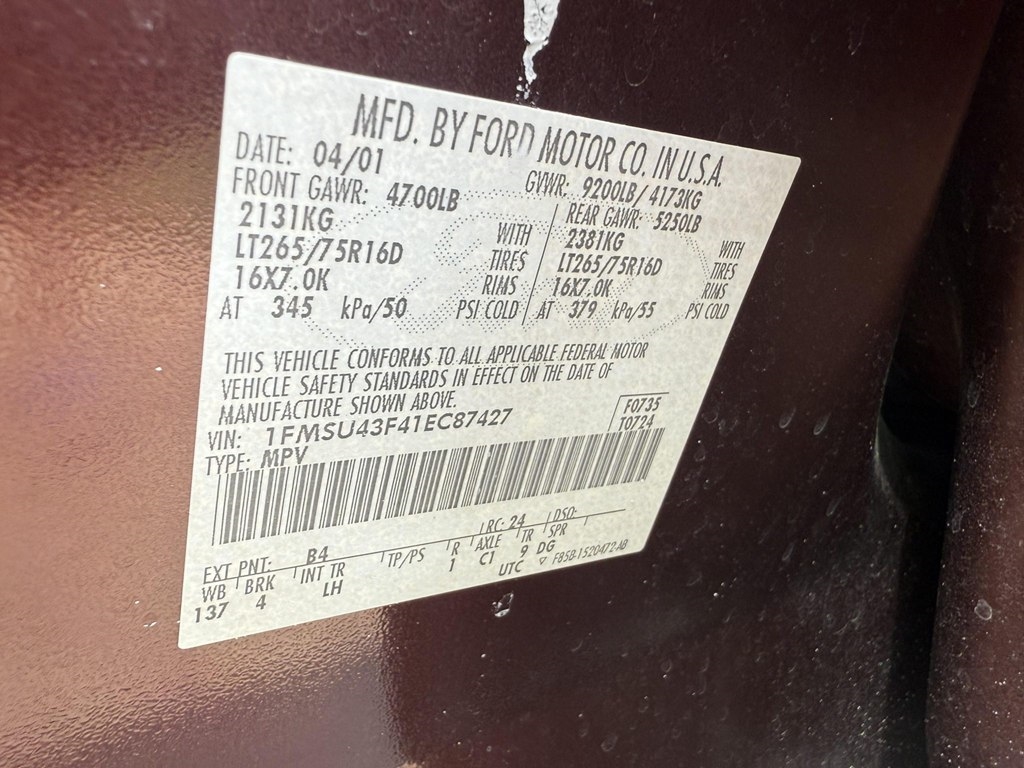 MFD. BY FORD MOTOR CO. IN U.S.A.
DATE: 04/01 GVWR: 9200LB/4173KG
FRONT GAWR: 4700LB REAR GAWR: 5250LB
2131KG WITH 2381KG WITH
LT265/75R16D TIRES LT265/75R16D TIRES
16X7.0K RIMS 16X7.0K RIMS
AT 345 kPa/50 PSI COLD AT 379 kPa/55 PSI COLD
THIS VEHICLE CONFORMS TO ALL APPLICABLE FEDERAL MOTOR
VEHICLE SAFETY STANDARDS IN EFFECT ON THE DATE OF
MANUFACTURE SHOWN ABOVE.
VIN: 1FMSU43F41EC87427 F0735
TYPE: MPV T0724
EXT PNT: B4 RC: 24 DSO:
WB BRK INT TR TP/PS R AXLE TR SPR
137 4 LH 1 C1 9 DG
UTC ▽ F85B-1520472-AB